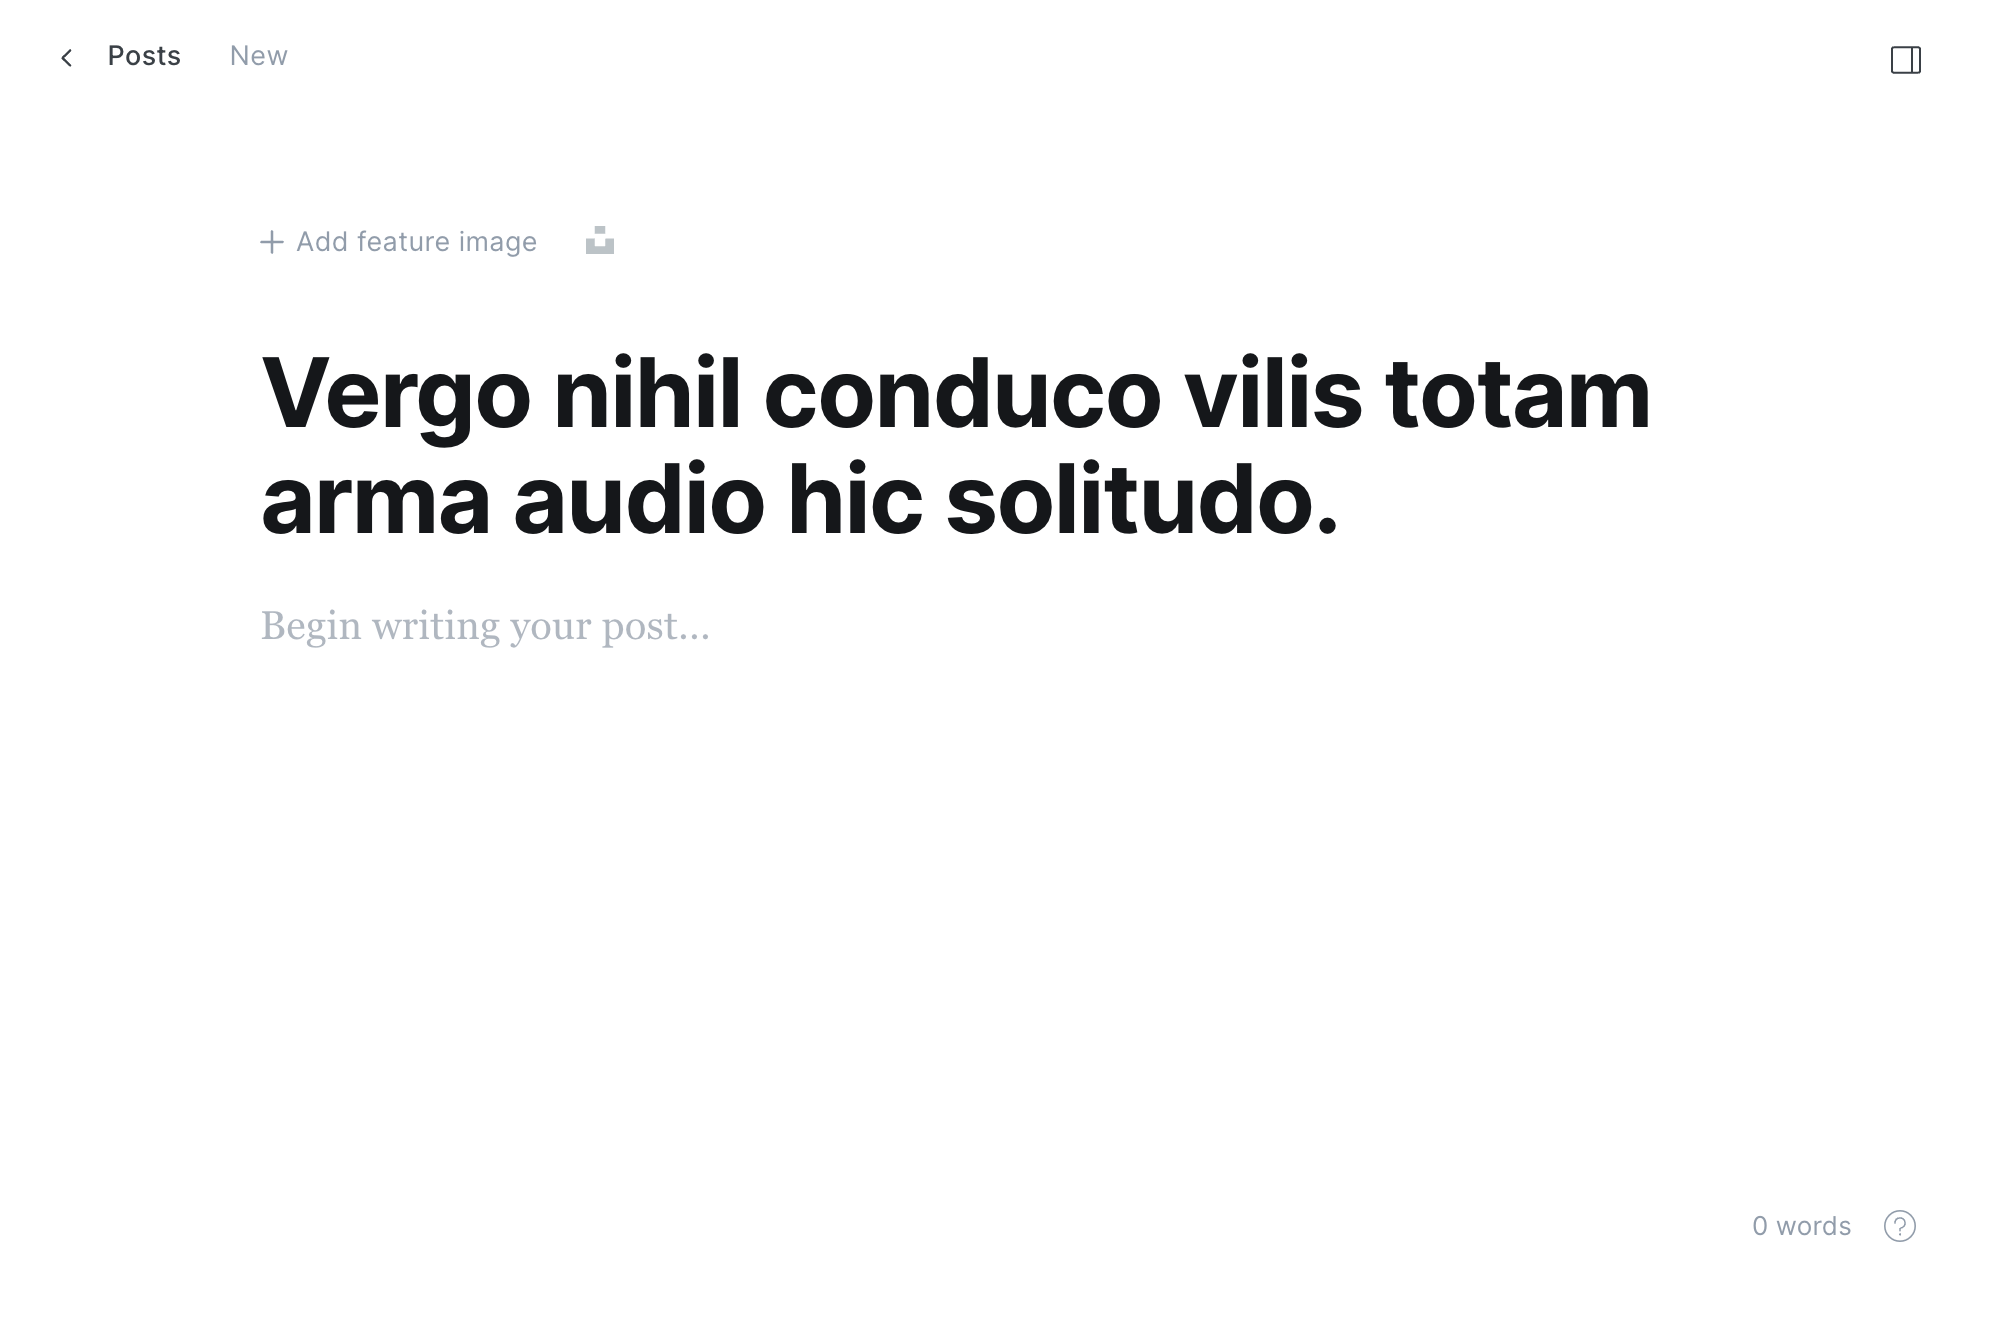 Posts New
Add feature image
Vergo nihil conduco vilis totam
arma audio hic solitudo.
Begin writing your post...
0 words ?